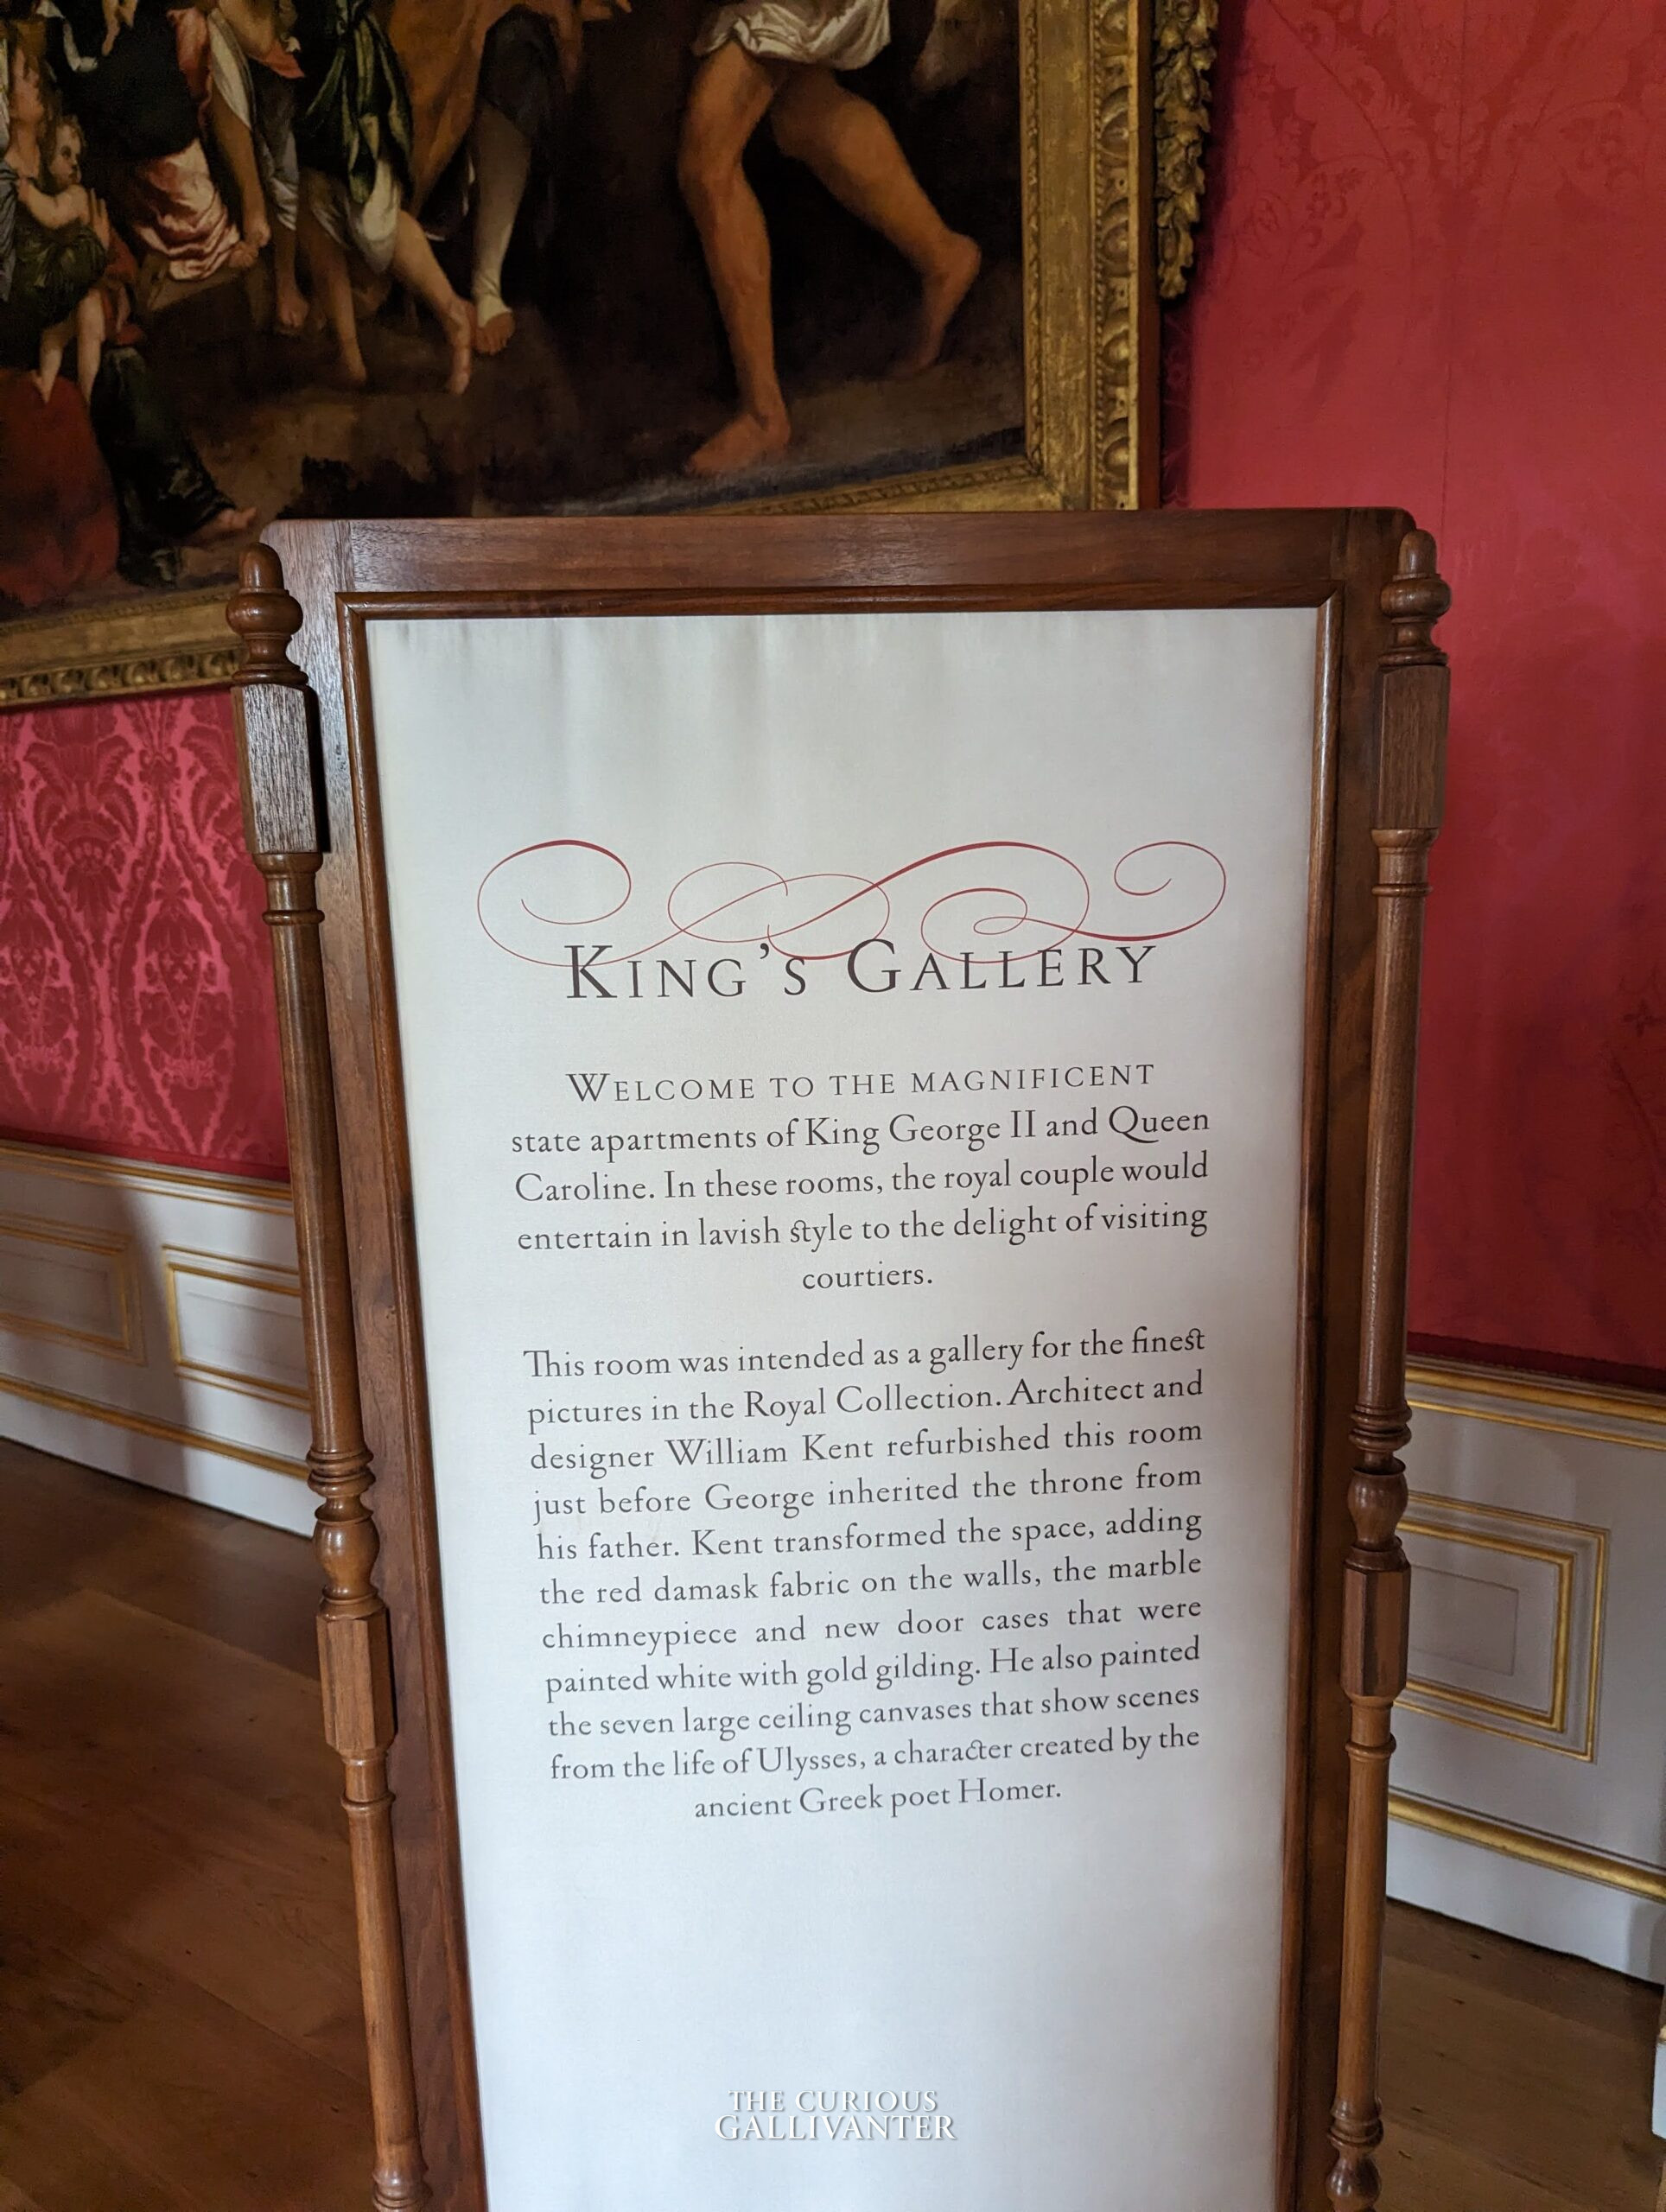 KING'S GALLERY
WELCOME TO THE MAGNIFICENT
state apartments of King George II and Queen
Caroline. In these rooms, the royal couple would
entertain in lavish style to the delight of visiting
courtiers.
This room was intended as a gallery for the finest
pictures in the Royal Collection. Architect and
designer William Kent refurbished this room
just before George inherited the throne from
his father. Kent transformed the space, adding
the red damask fabric on the walls, the marble
chimneypiece and new door cases that were
painted white with gold gilding. He also painted
the seven large ceiling canvases that show scenes
from the life of Ulysses, a character created by the
ancient Greek poet Homer.
THE CURIOUS
GALLIVANTER